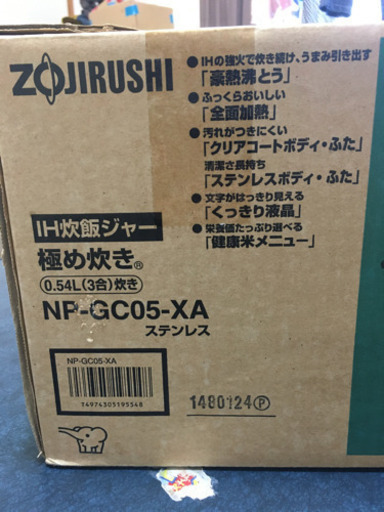 ZOJIRUSHI
●IHの強火で炊き続け、うまみ引き出す
「豪熱沸とう」
●ふっくらおいしい
「全面加熱」
●汚れがつきにくい
「クリアコートボディ・ふた」
清潔さ長持ち
「ステンレスボディ・ふた」
●文字がはっきり見える
「くっきり液晶」
●栄養価たっぷり選べる
「健康米メニュー」
IH炊飯ジャー
極め炊き®
0.54L(3合)炊き
NP-GC05-XA
ステンレス
NP-GC05-XA
14974305195548
1480124Ⓟ